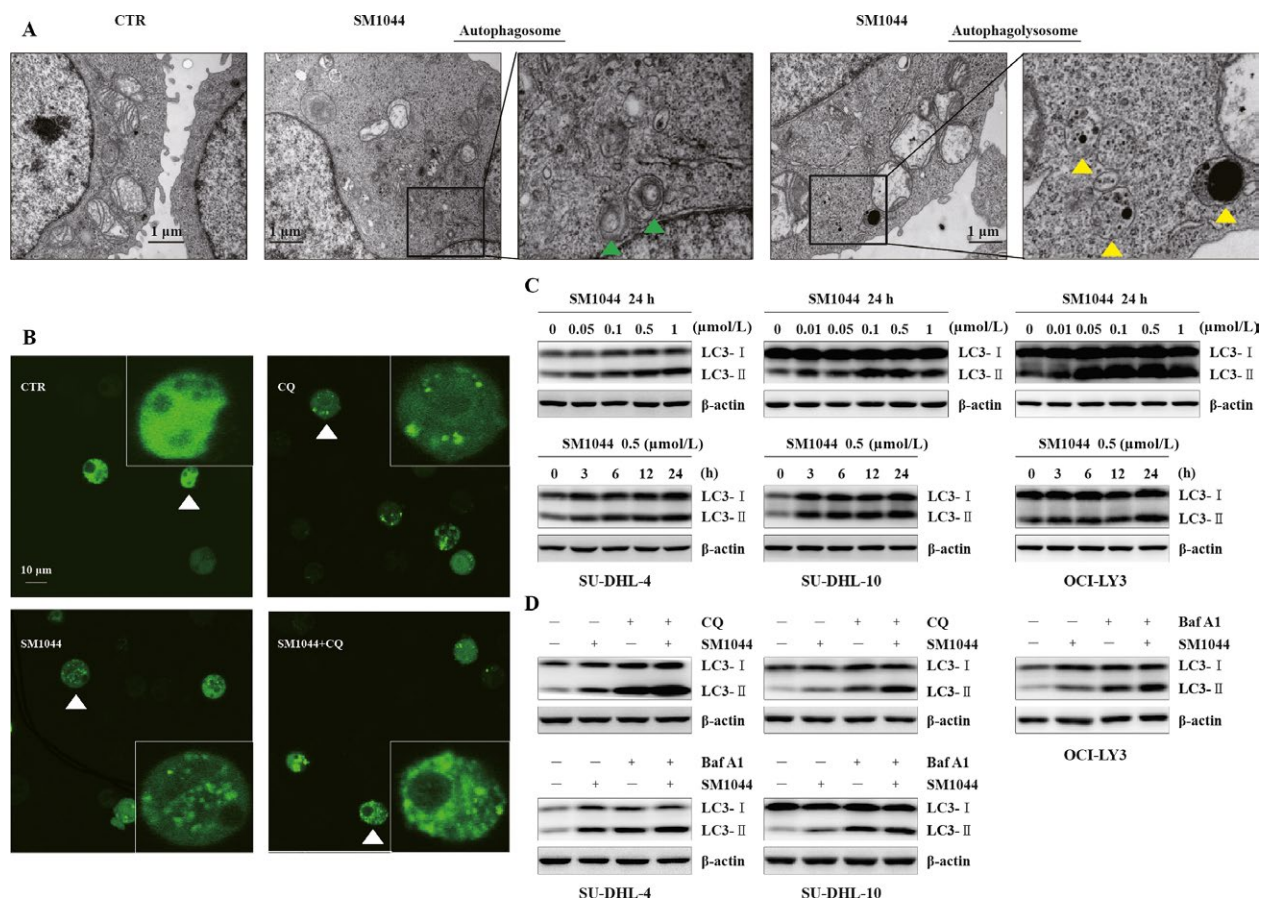 A
CTR
SM1044
Autophagosome
SM1044
Autophagolysosome
1 μm
1 μm
1 μm
B
CTR
CQ
10 μm
SM1044
SM1044+CQ
C
SM1044 24 h
0 0.05 0.1 0.5 1 (μmol/L)
LC3-Ⅰ
LC3-Ⅱ
β-actin
SM1044 24 h
0 0.01 0.05 0.1 0.5 1 (μmol/L)
LC3-Ⅰ
LC3-Ⅱ
β-actin
SM1044 24 h
0 0.01 0.05 0.1 0.5 1 (μmol/L)
LC3-Ⅰ
LC3-Ⅱ
β-actin
SM1044 0.5 (μmol/L)
0 3 6 12 24 (h)
LC3-Ⅰ
LC3-Ⅱ
β-actin
SU-DHL-4
SM1044 0.5 (μmol/L)
0 3 6 12 24 (h)
LC3-Ⅰ
LC3-Ⅱ
β-actin
SU-DHL-10
SM1044 0.5 (μmol/L)
0 3 6 12 24 (h)
LC3-Ⅰ
LC3-Ⅱ
β-actin
OCI-LY3
D
— — + + CQ
— + — + SM1044
LC3-Ⅰ
LC3-Ⅱ
β-actin
— — + + CQ
— + — + SM1044
LC3-Ⅰ
LC3-Ⅱ
β-actin
— — + + Baf A1
— + — + SM1044
LC3-Ⅰ
LC3-Ⅱ
β-actin
OCI-LY3
— — + + Baf A1
— + — + SM1044
LC3-Ⅰ
LC3-Ⅱ
β-actin
SU-DHL-4
— — + + Baf A1
— + — + SM1044
LC3-Ⅰ
LC3-Ⅱ
β-actin
SU-DHL-10